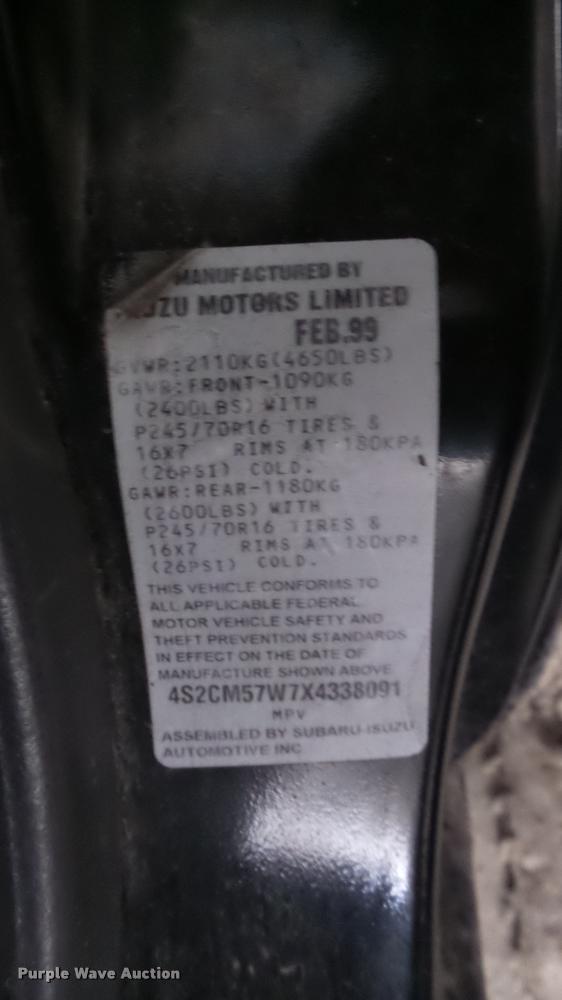 MANUFACTURED BY
ISUZU MOTORS LIMITED
FEB.99
GVWR:2110KG(4650LBS)
GAWR:FRONT-1090KG
(2400LBS) WITH
P245/70R16 TIRES &
16X7 RIMS AT 180KPA
(26PSI) COLD.
GAWR:REAR-1180KG
(2600LBS) WITH
P245/70R16 TIRES &
16X7 RIMS AT 180KPA
(26PSI) COLD.
THIS VEHICLE CONFORMS TO
ALL APPLICABLE FEDERAL
MOTOR VEHICLE SAFETY AND
THEFT PREVENTION STANDARDS
IN EFFECT ON THE DATE OF
MANUFACTURE SHOWN ABOVE
4S2CM57W7X4338091
MPV
ASSEMBLED BY SUBARU-ISUZU
AUTOMOTIVE INC
Purple Wave Auction